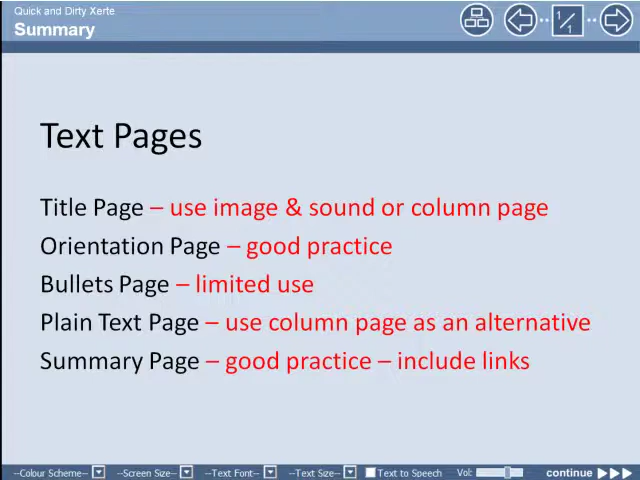 Quick and Dirty Xerte
Summary
1/1
Text Pages
Title Page – use image & sound or column page
Orientation Page – good practice
Bullets Page – limited use
Plain Text Page – use column page as an alternative
Summary Page – good practice – include links
--Colour Scheme-- --Screen Size-- --Text Font-- --Text Size-- Text to Speech Vol: continue